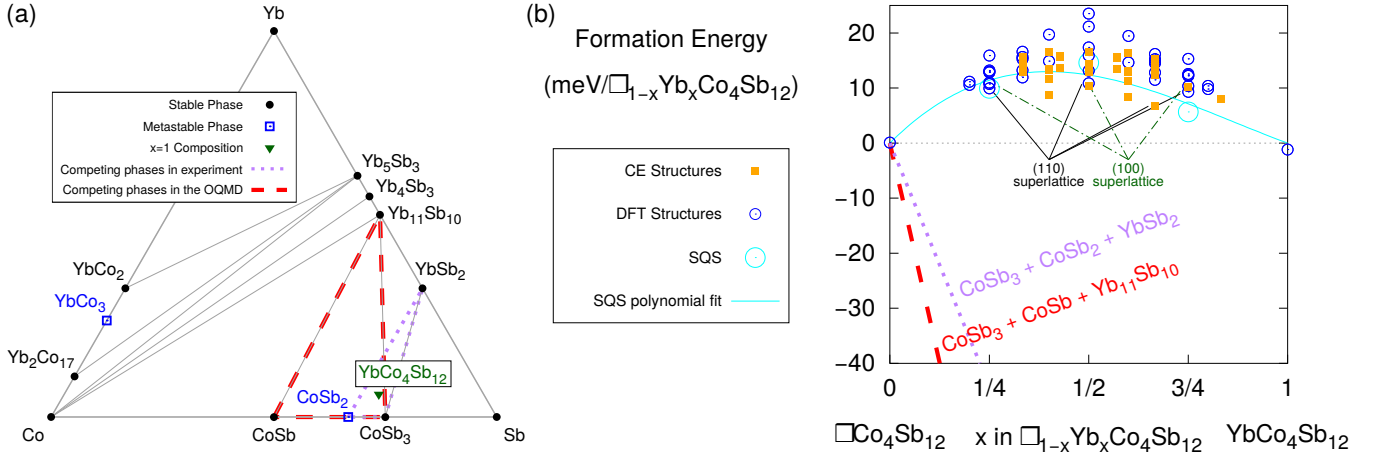 (a)
Yb
Stable Phase
Metastable Phase
x=1 Composition
Competing phases in experiment
Competing phases in the OQMD
Yb₅Sb₃
Yb₄Sb₃
Yb₁₁Sb₁₀
YbCo₂
YbSb₂
YbCo₃
Yb₂Co₁₇
YbCo₄Sb₁₂
CoSb₂
Co
CoSb
CoSb₃
Sb
(b)
Formation Energy
(meV/❒₁₋ₓYbₓCo₄Sb₁₂)
CE Structures
DFT Structures
SQS
SQS polynomial fit
20
10
0
−10
−20
−30
−40
(110)
superlattice
(100)
superlattice
CoSb₃ + CoSb₂ + YbSb₂
CoSb₃ + CoSb + Yb₁₁Sb₁₀
0
1/4
1/2
3/4
1
❒Co₄Sb₁₂
x in ❒₁₋ₓYbₓCo₄Sb₁₂
YbCo₄Sb₁₂